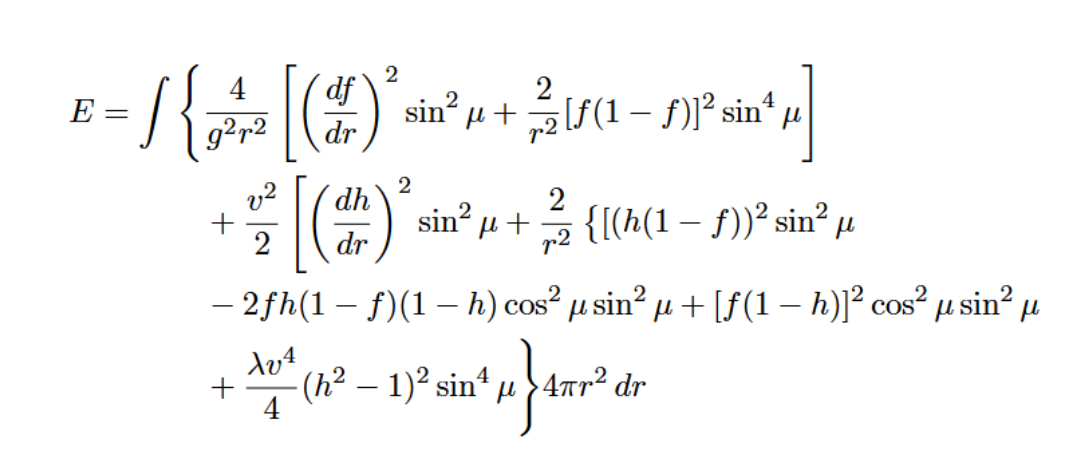 E = ∫ { 4/(g²r²) [ (df/dr)² sin² μ + 2/r² [f(1 − f)]² sin⁴ μ ]
+ v²/2 [ (dh/dr)² sin² μ + 2/r² {[(h(1 − f))² sin² μ
− 2fh(1 − f)(1 − h) cos² μ sin² μ + [f(1 − h)]² cos² μ sin² μ
+ λv⁴/4 (h² − 1)² sin⁴ μ } 4πr² dr